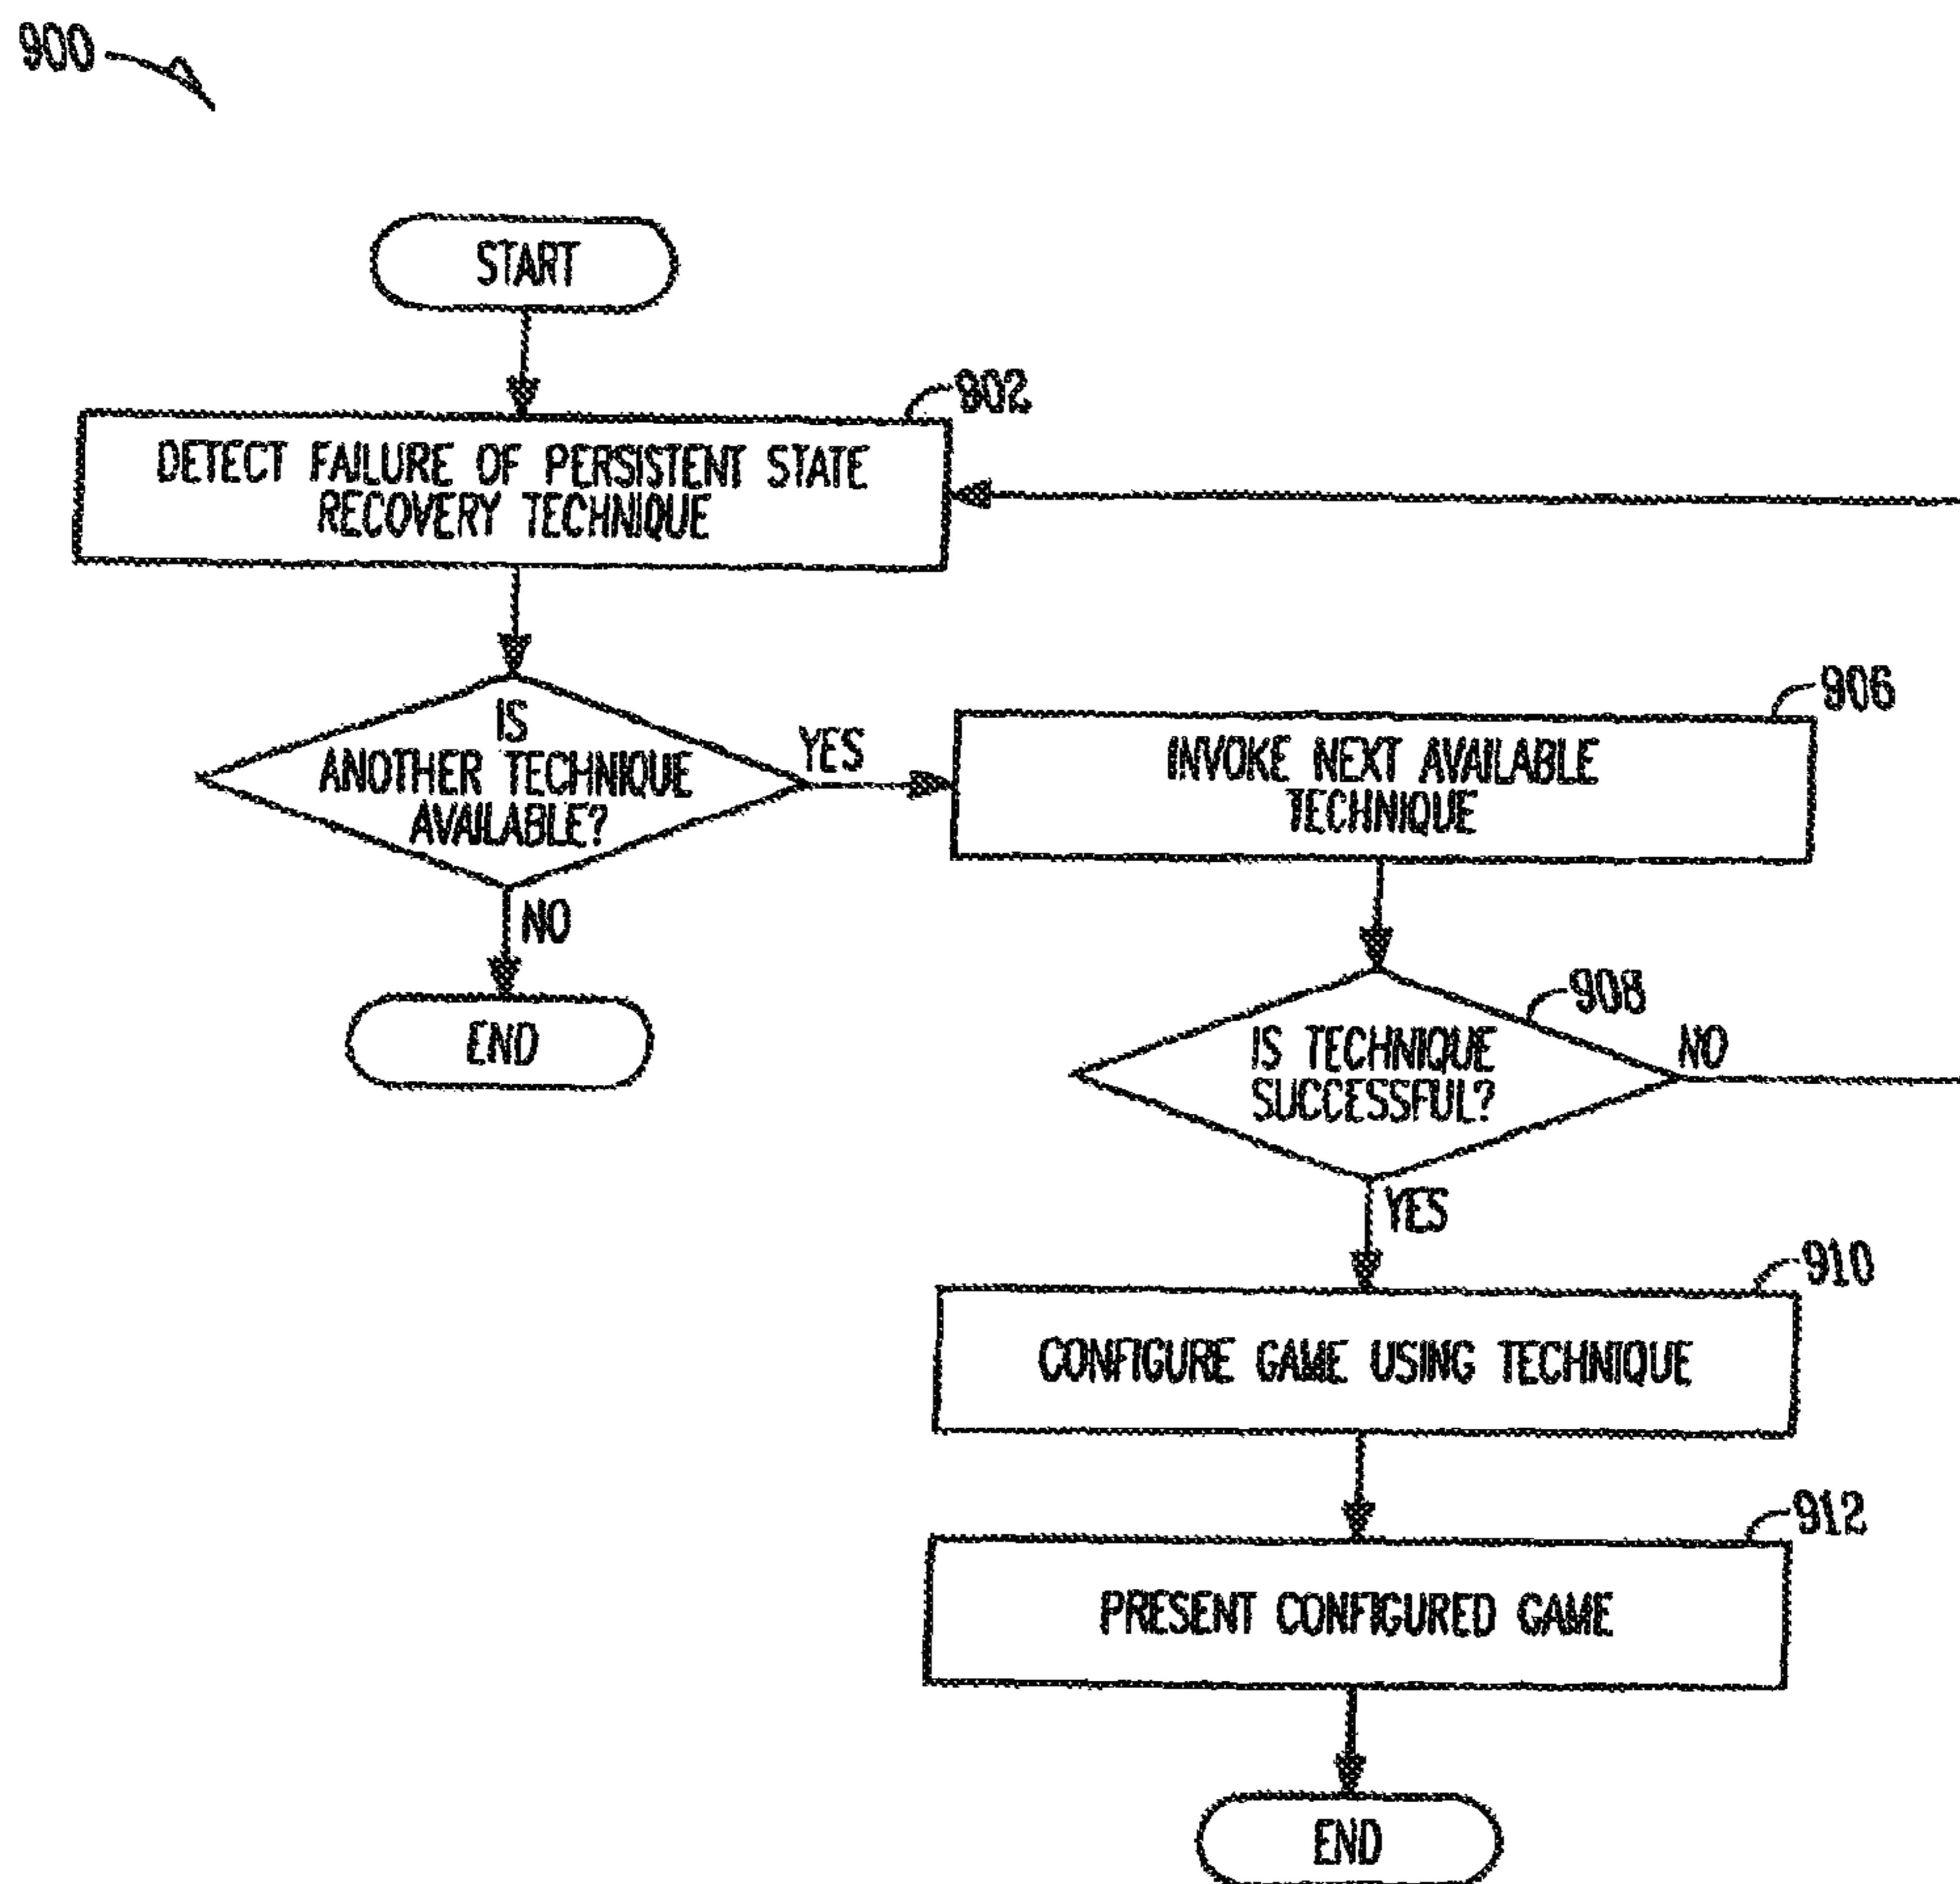 900
START
902
DETECT FAILURE OF PERSISTENT STATE
RECOVERY TECHNIQUE
IS
ANOTHER TECHNIQUE
AVAILABLE?
YES
NO
END
906
INVOKE NEXT AVAILABLE
TECHNIQUE
908
IS TECHNIQUE
SUCCESSFUL?
NO
YES
910
CONFIGURE GAME USING TECHNIQUE
912
PRESENT CONFIGURED GAME
END